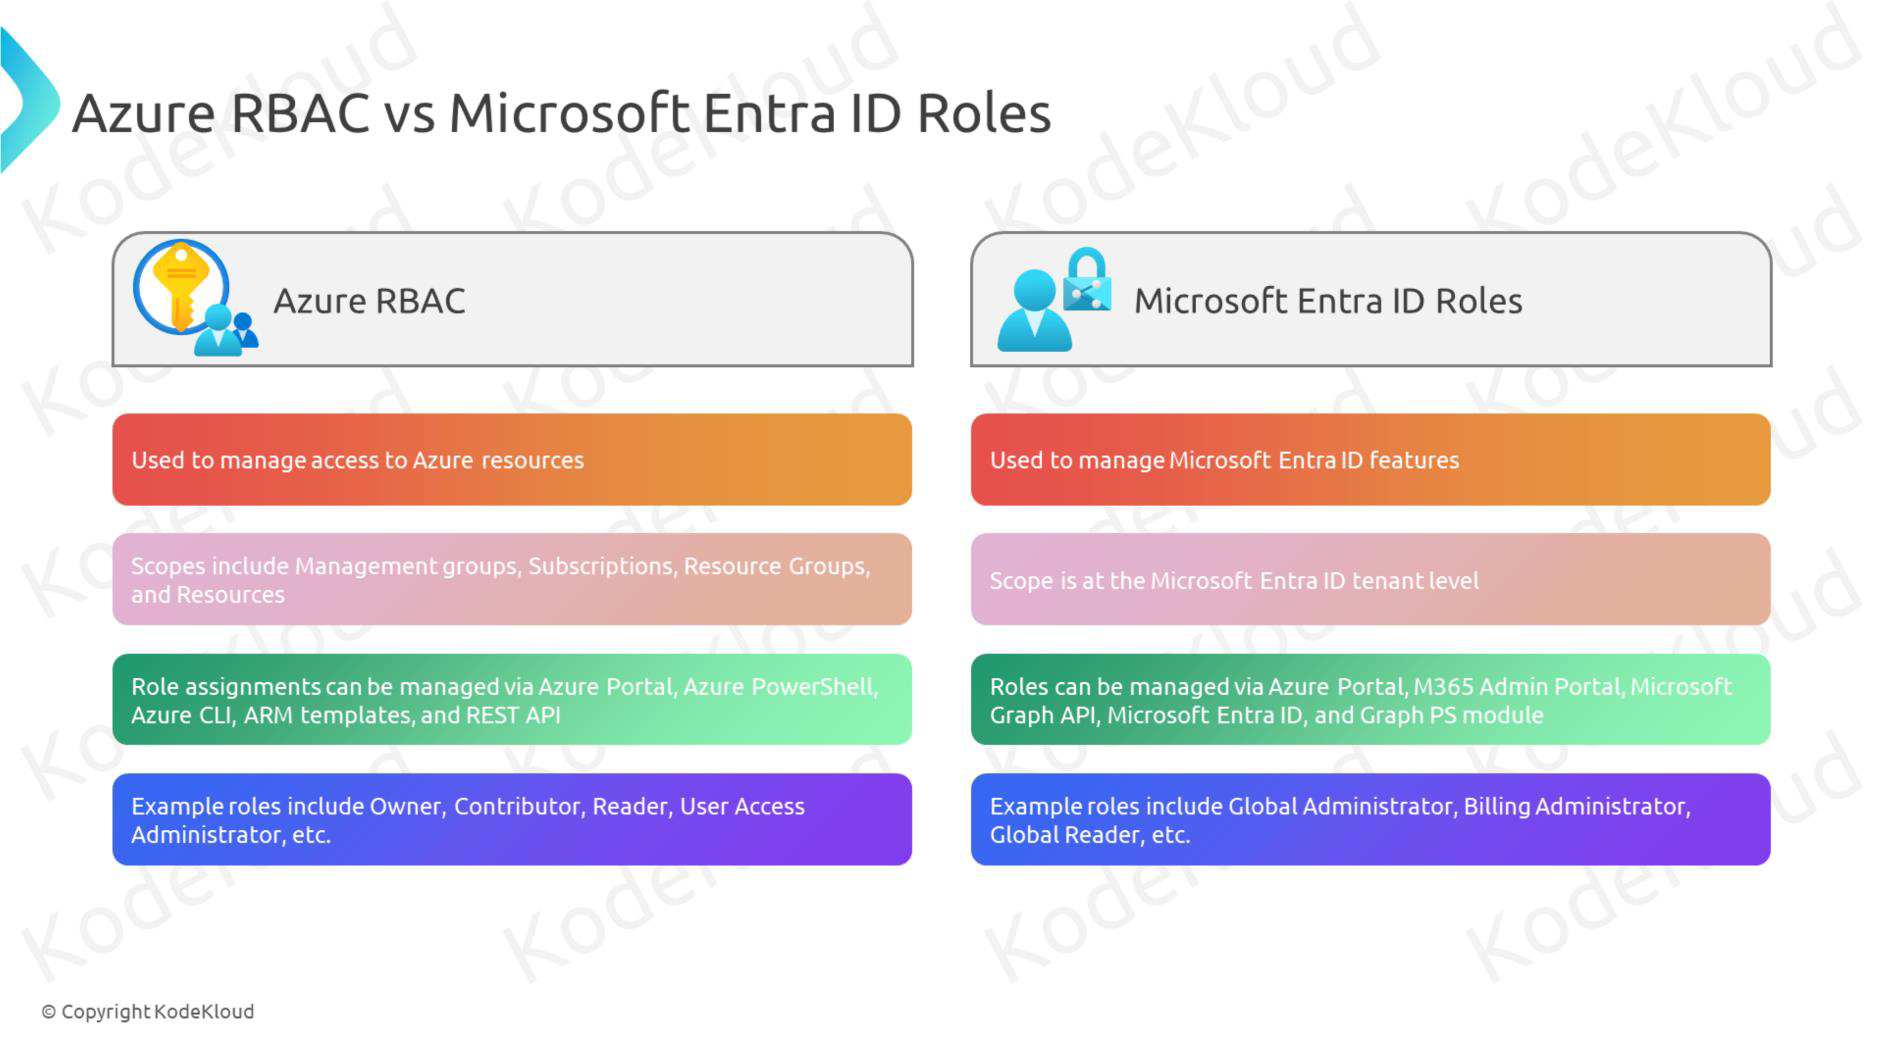 Azure RBAC vs Microsoft Entra ID Roles
Azure RBAC
Used to manage access to Azure resources
Scopes include Management groups, Subscriptions, Resource Groups,
and Resources
Role assignments can be managed via Azure Portal, Azure PowerShell,
Azure CLI, ARM templates, and REST API
Example roles include Owner, Contributor, Reader, User Access
Administrator, etc.
Microsoft Entra ID Roles
Used to manage Microsoft Entra ID features
Scope is at the Microsoft Entra ID tenant level
Roles can be managed via Azure Portal, M365 Admin Portal, Microsoft
Graph API, Microsoft Entra ID, and Graph PS module
Example roles include Global Administrator, Billing Administrator,
Global Reader, etc.
© Copyright KodeKloud
KodeKloud